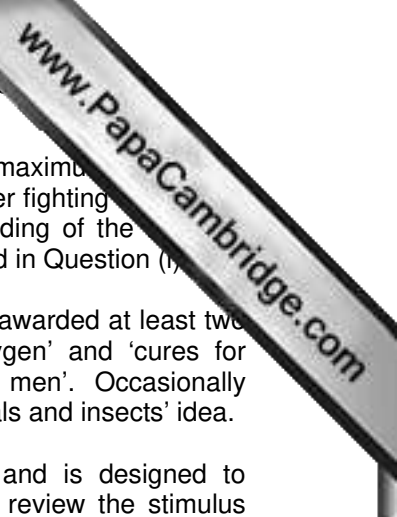 www.PapaCambridge.com
maximu
er fighting
ding of the
d in Question (i)
awarded at least two
ygen' and 'cures for
men'. Occasionally
als and insects' idea.
and is designed to
review the stimulus